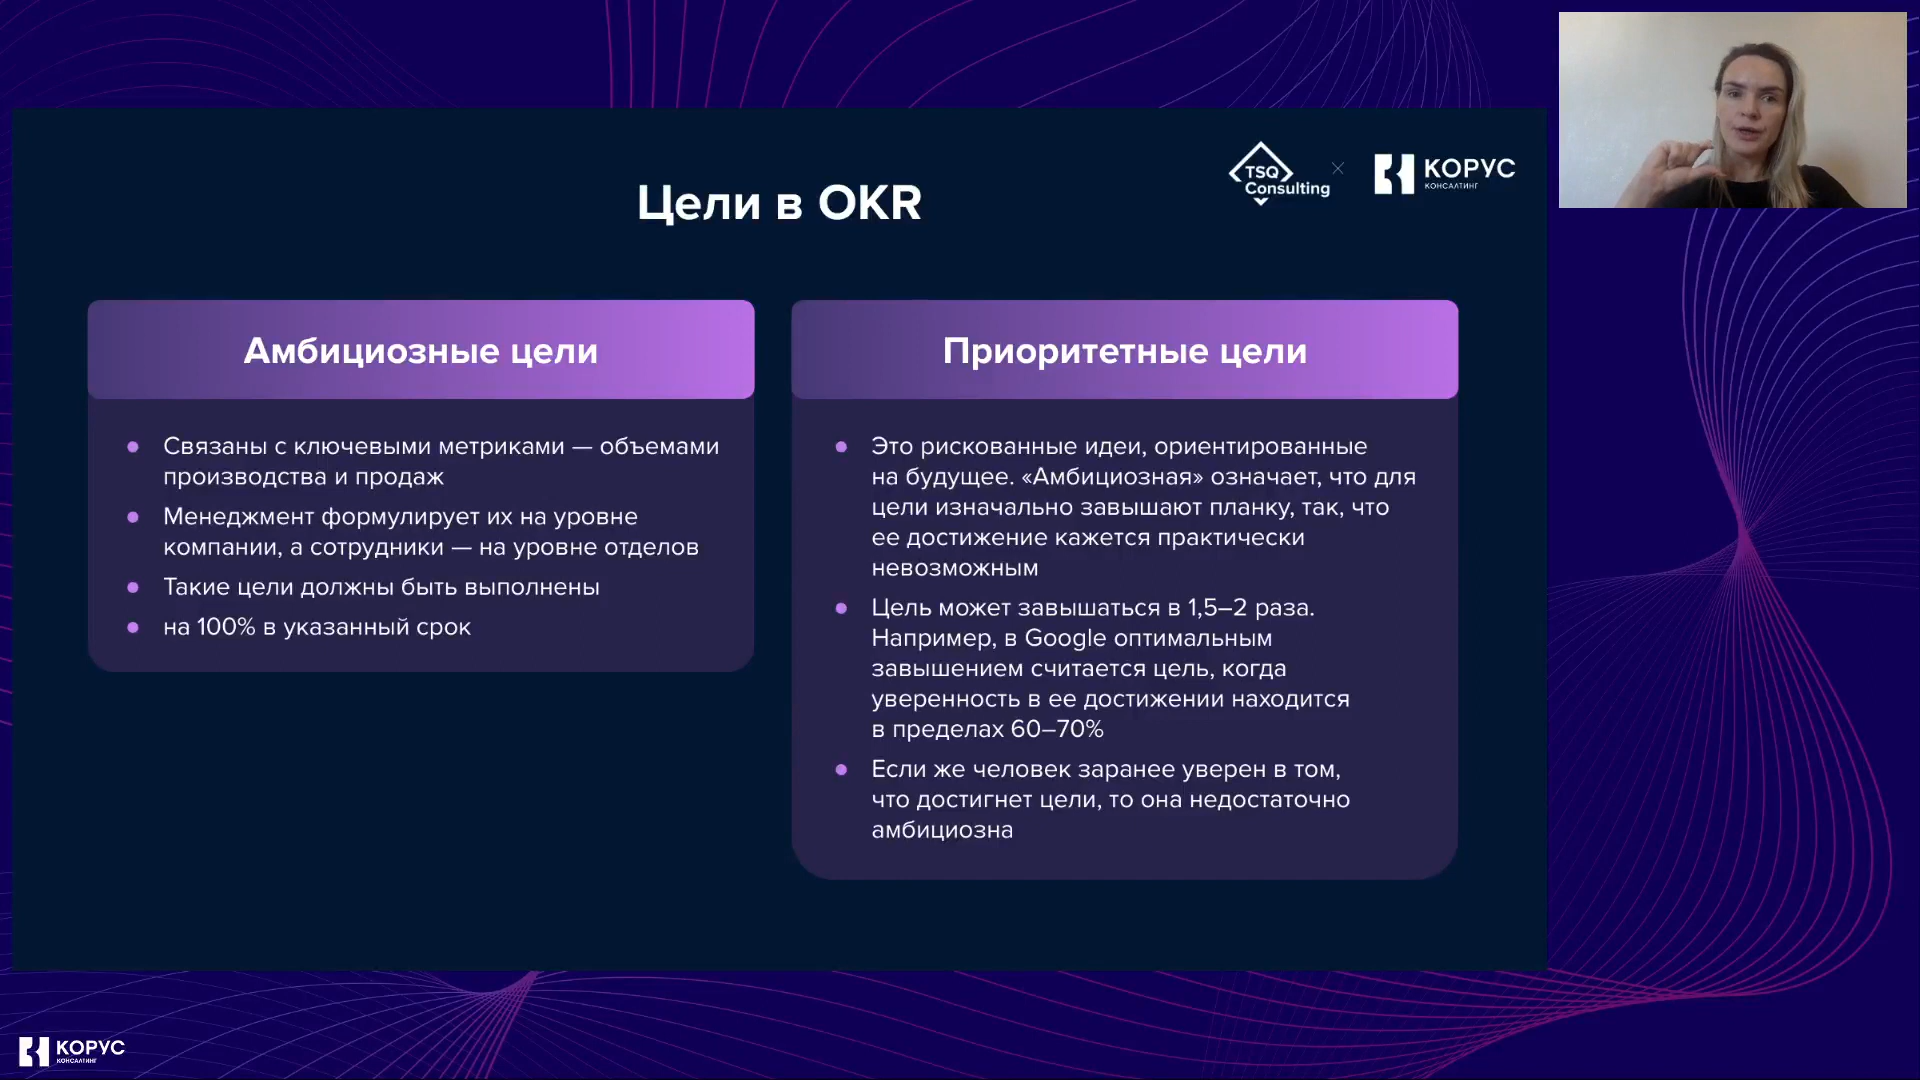 TSQ
Consulting
КОРУС
КОНСАЛТИНГ
Цели в OKR
Амбициозные цели
Связаны с ключевыми метриками — объемами
производства и продаж
Менеджмент формулирует их на уровне
компании, а сотрудники — на уровне отделов
Такие цели должны быть выполнены
на 100% в указанный срок
Приоритетные цели
Это рискованные идеи, ориентированные
на будущее. «Амбициозная» означает, что для
цели изначально завышают планку, так, что
ее достижение кажется практически
невозможным
Цель может завышаться в 1,5–2 раза.
Например, в Google оптимальным
завышением считается цель, когда
уверенность в ее достижении находится
в пределах 60–70%
Если же человек заранее уверен в том,
что достигнет цели, то она недостаточно
амбициозна
КОРУС
КОНСАЛТИНГ